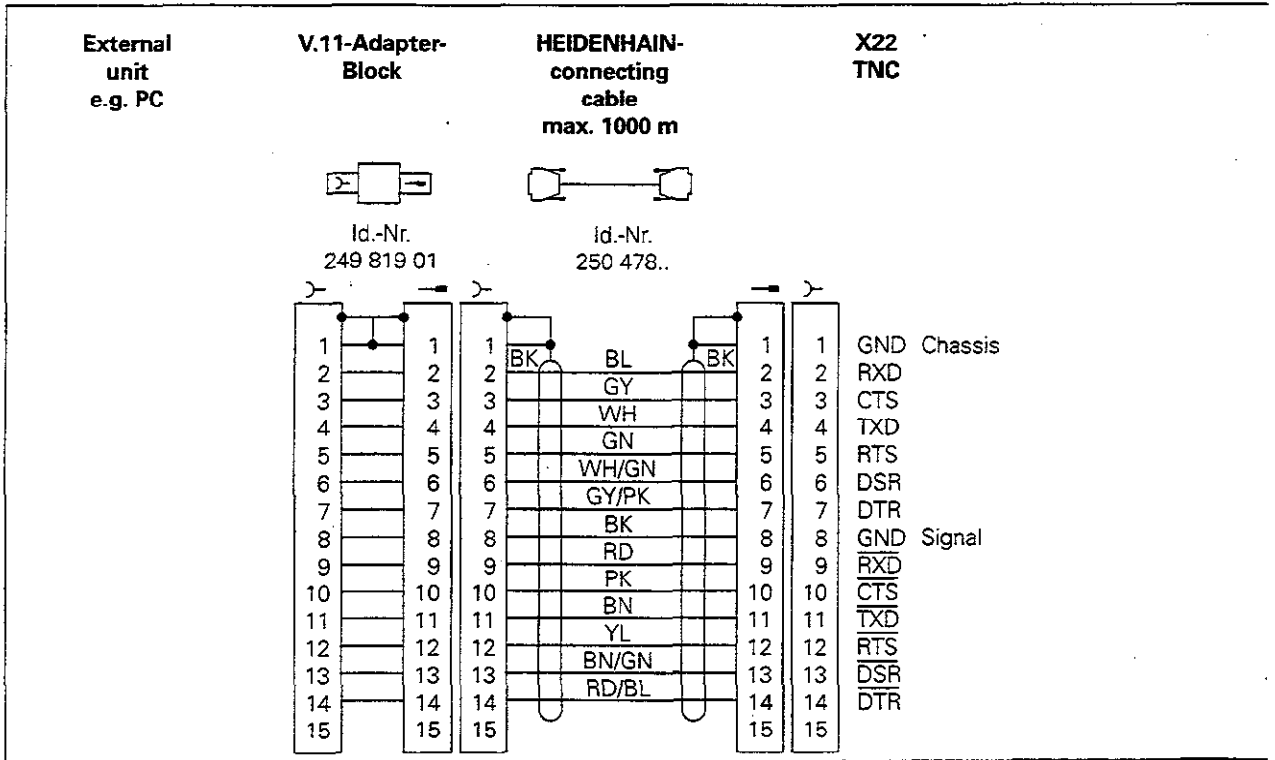 External unit e.g. PC
V.11-Adapter-Block
HEIDENHAIN-connecting cable max. 1000 m
X22 TNC
Id.-Nr. 249 819 01
Id.-Nr. 250 478..
1 1 1 BK BK 1 1 GND Chassis
2 2 2 BL 2 2 RXD
3 3 3 GY 3 3 CTS
4 4 4 WH 4 4 TXD
5 5 5 GN 5 5 RTS
6 6 6 WH/GN 6 6 DSR
7 7 7 GY/PK 7 7 DTR
8 8 8 BK 8 8 GND Signal
9 9 9 RD 9 9 R̅X̅D̅
10 10 10 PK 10 10 C̅T̅S̅
11 11 11 BN 11 11 T̅X̅D̅
12 12 12 YL 12 12 R̅T̅S̅
13 13 13 BN/GN 13 13 D̅S̅R̅
14 14 14 RD/BL 14 14 D̅T̅R̅
15 15 15 15 15